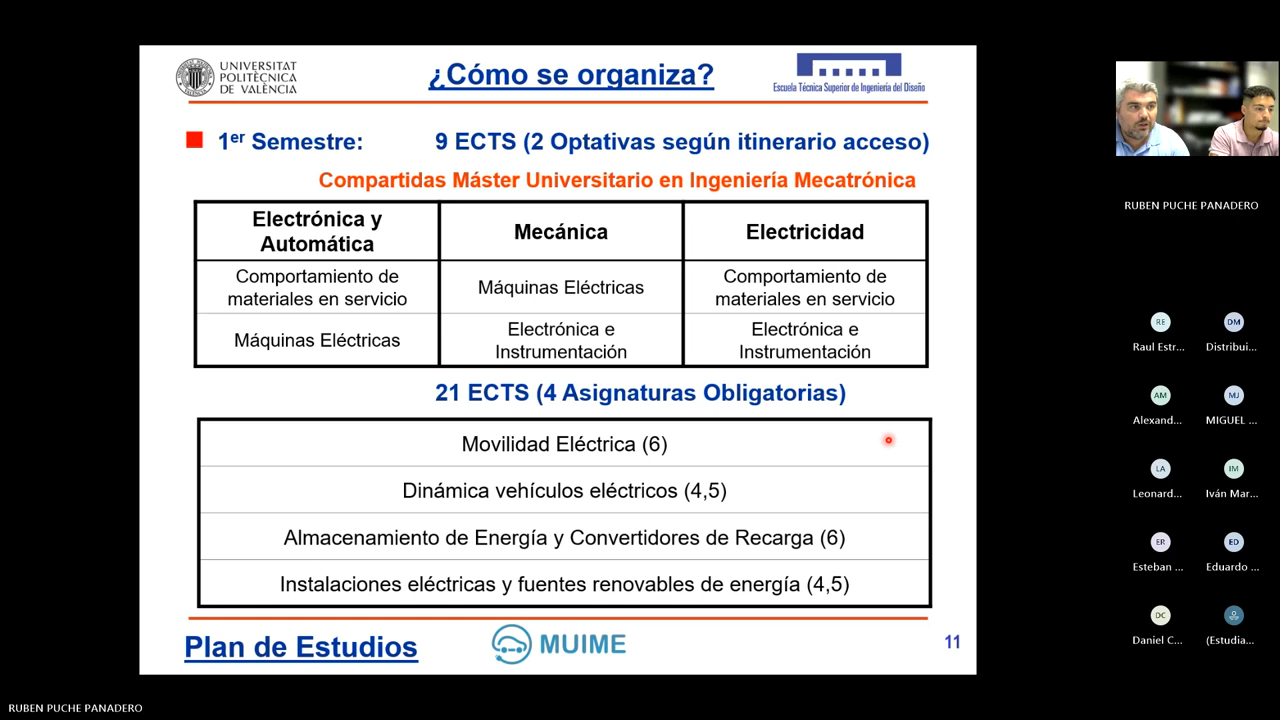 UNIVERSITAT
POLITÈCNICA
DE VALÈNCIA
¿Cómo se organiza?
Escuela Técnica Superior de Ingeniería del Diseño
1er Semestre: 9 ECTS (2 Optativas según itinerario acceso)
Compartidas Máster Universitario en Ingeniería Mecatrónica
Electrónica y
Automática
Mecánica
Electricidad
Comportamiento de
materiales en servicio
Máquinas Eléctricas
Comportamiento de
materiales en servicio
Máquinas Eléctricas
Electrónica e
Instrumentación
Electrónica e
Instrumentación
21 ECTS (4 Asignaturas Obligatorias)
Movilidad Eléctrica (6)
Dinámica vehículos eléctricos (4,5)
Almacenamiento de Energía y Convertidores de Recarga (6)
Instalaciones eléctricas y fuentes renovables de energía (4,5)
Plan de Estudios
MUIME
11
RUBEN PUCHE PANADERO
RE
DM
Raul Estr...
Distribui...
AM
MJ
Alexand...
MIGUEL ...
LA
IM
Leonard...
Iván Mar...
ER
ED
Esteban ...
Eduardo ...
DC
Daniel C...
(Estudia...
RUBEN PUCHE PANADERO